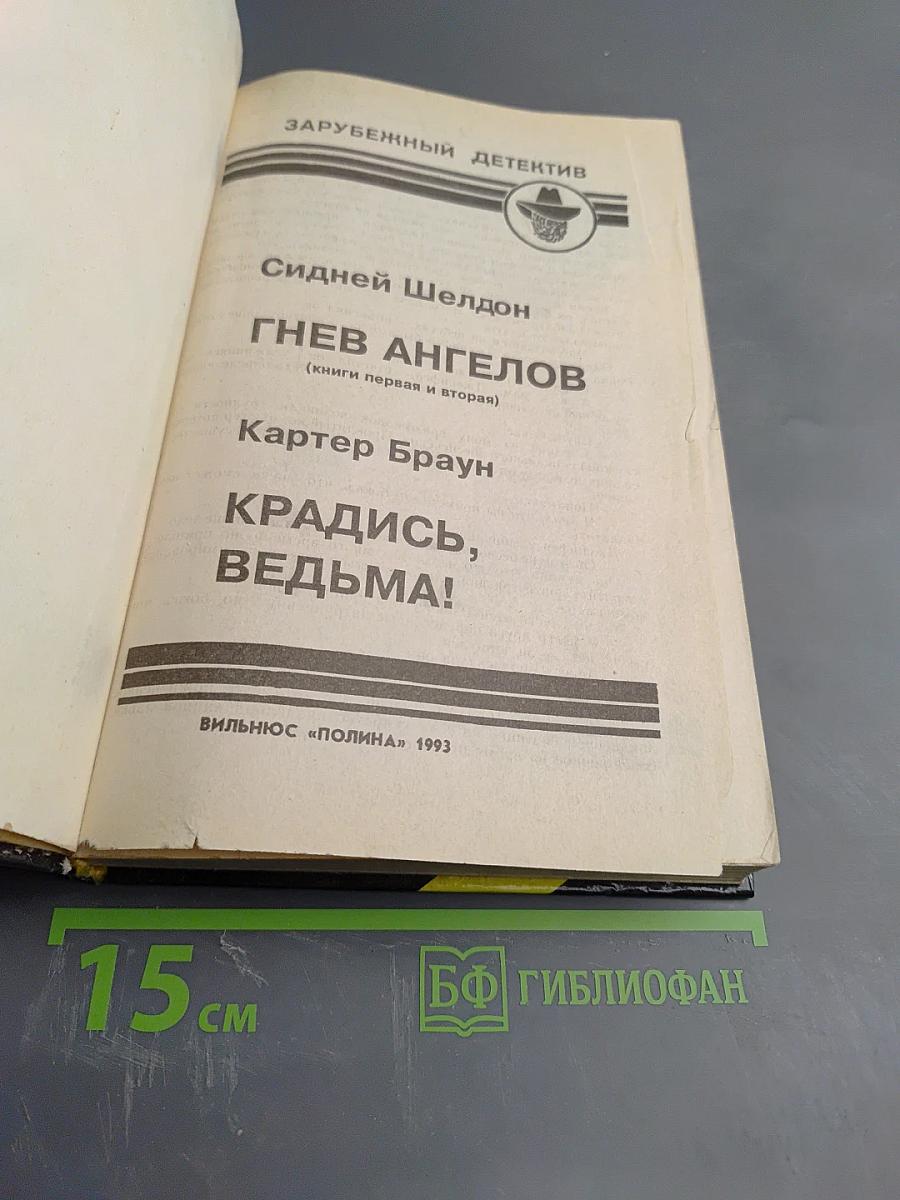 ЗАРУБЕЖНЫЙ ДЕТЕКТИВ
Сидней Шелдон
ГНЕВ АНГЕЛОВ
(книги первая и вторая)
Картер Браун
КРАДИСЬ,
ВЕДЬМА!
ВИЛЬНЮС «ПОЛИНА» 1993
15 см
БФ ГИБЛИОФАН